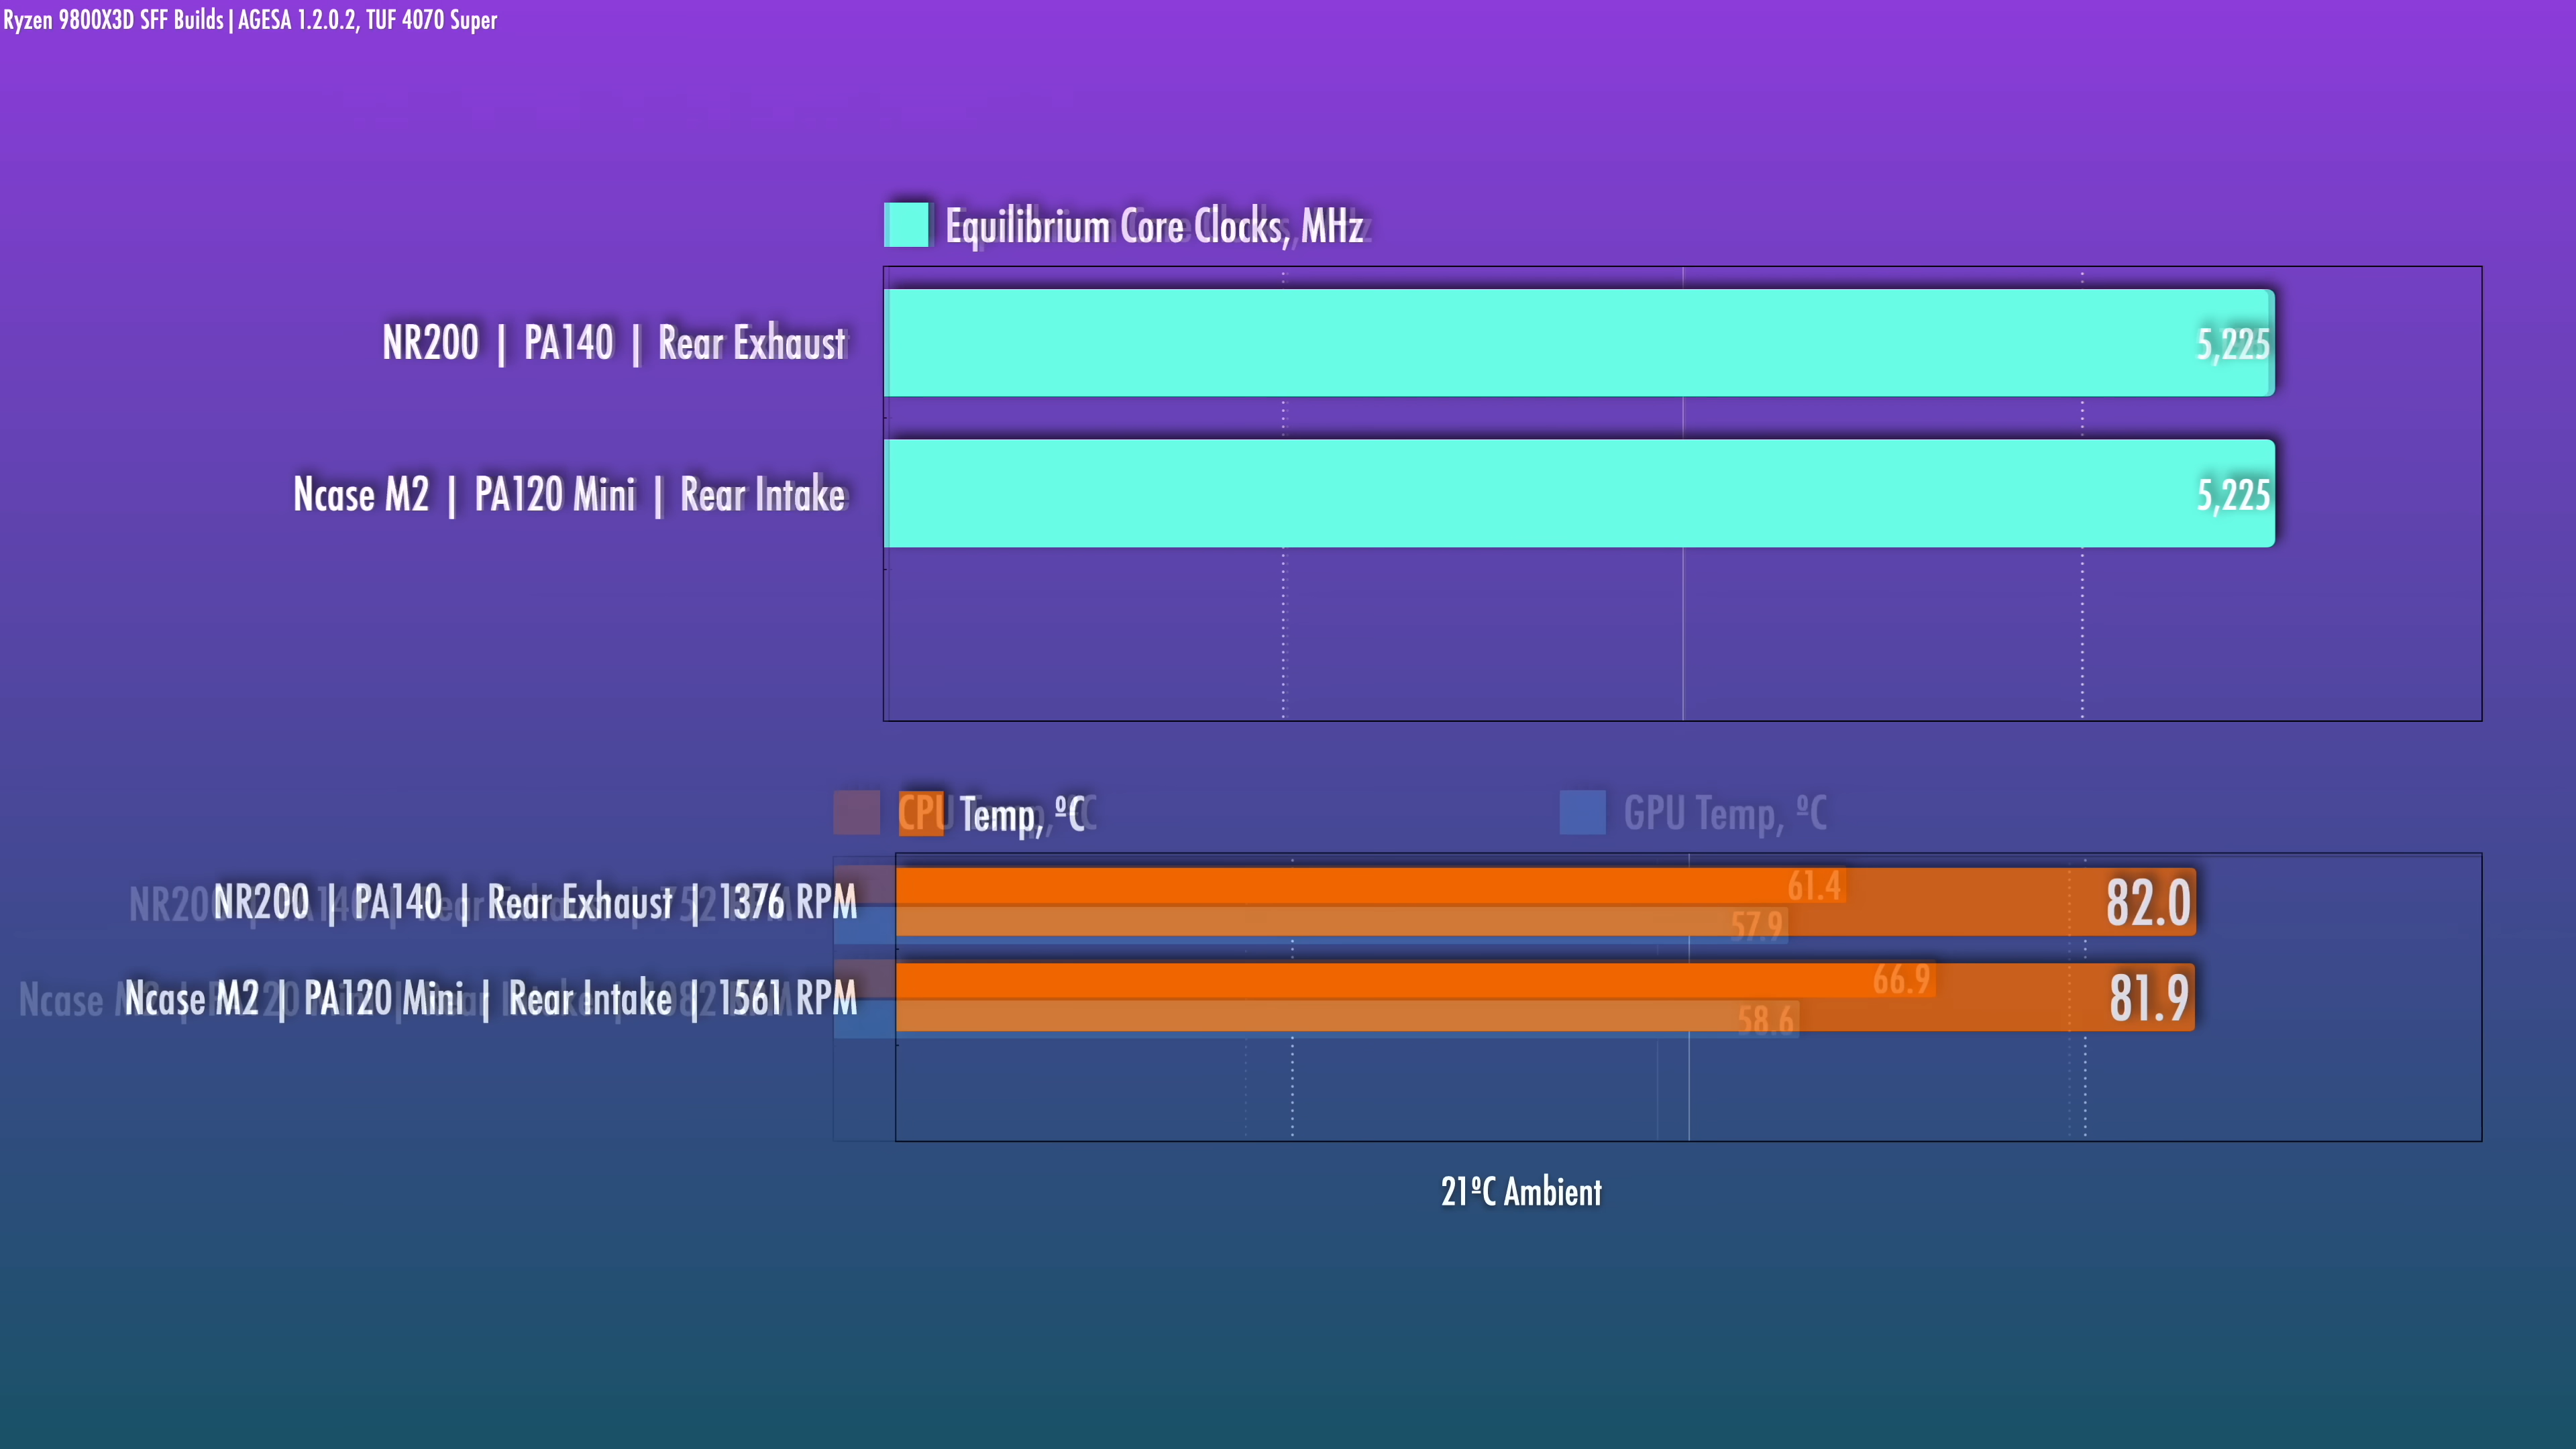 Ryzen 9800X3D SFF Builds | AGESA 1.2.0.2, TUF 4070 Super
Equilibrium Core Clocks, MHz
NR200 | PA140 | Rear Exhaust
5,225
Ncase M2 | PA120 Mini | Rear Intake
5,225
CPU Temp, ºC
GPU Temp, ºC
Temp, ºC
NR200 | PA140 | Rear Exhaust | 1376 RPM
61.4
57.9
82.0
Ncase M2 | PA120 Mini | Rear Intake | 1561 RPM
66.9
58.6
81.9
21ºC Ambient